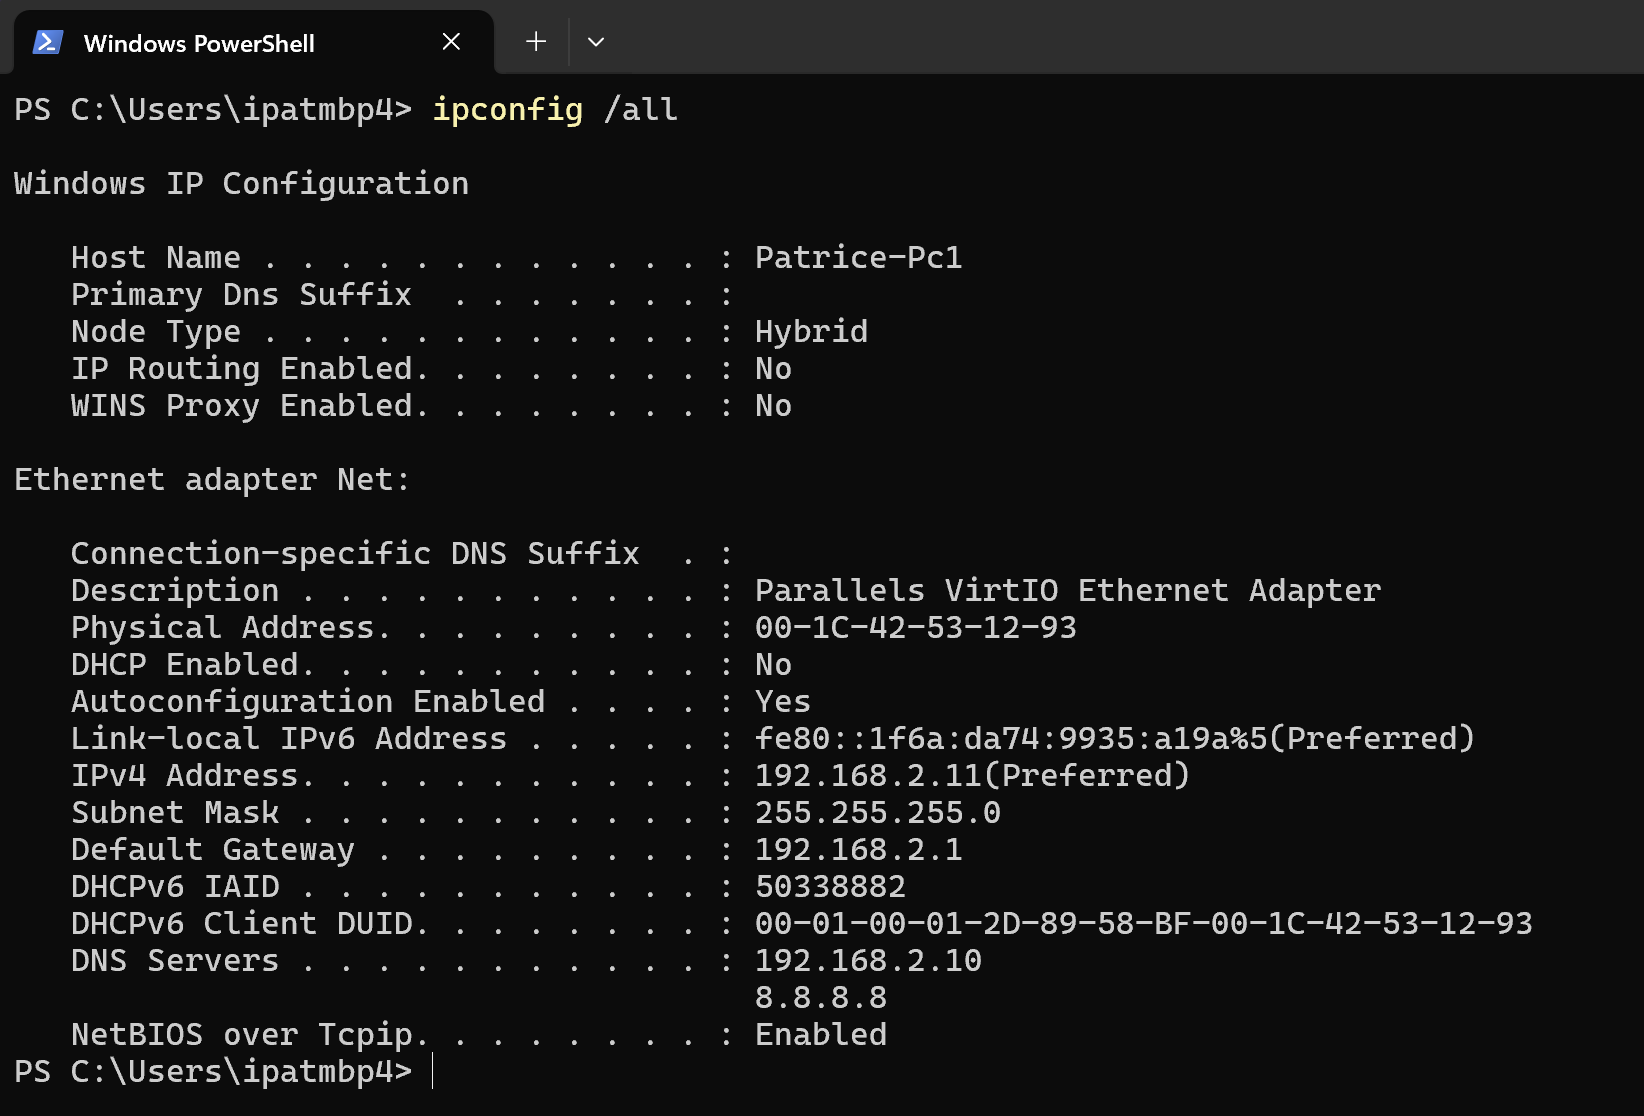 Windows PowerShell
PS C:\Users\ipatmbp4> ipconfig /all
Windows IP Configuration
Host Name . . . . . . . . . . . . : Patrice-Pc1
Primary Dns Suffix  . . . . . . . :
Node Type . . . . . . . . . . . . : Hybrid
IP Routing Enabled. . . . . . . . : No
WINS Proxy Enabled. . . . . . . . : No
Ethernet adapter Net:
Connection-specific DNS Suffix  . :
Description . . . . . . . . . . . : Parallels VirtIO Ethernet Adapter
Physical Address. . . . . . . . . : 00-1C-42-53-12-93
DHCP Enabled. . . . . . . . . . . : No
Autoconfiguration Enabled . . . . : Yes
Link-local IPv6 Address . . . . . : fe80::1f6a:da74:9935:a19a%5(Preferred)
IPv4 Address. . . . . . . . . . . : 192.168.2.11(Preferred)
Subnet Mask . . . . . . . . . . . : 255.255.255.0
Default Gateway . . . . . . . . . : 192.168.2.1
DHCPv6 IAID . . . . . . . . . . . : 50338882
DHCPv6 Client DUID. . . . . . . . : 00-01-00-01-2D-89-58-BF-00-1C-42-53-12-93
DNS Servers . . . . . . . . . . . : 192.168.2.10
8.8.8.8
NetBIOS over Tcpip. . . . . . . . : Enabled
PS C:\Users\ipatmbp4>